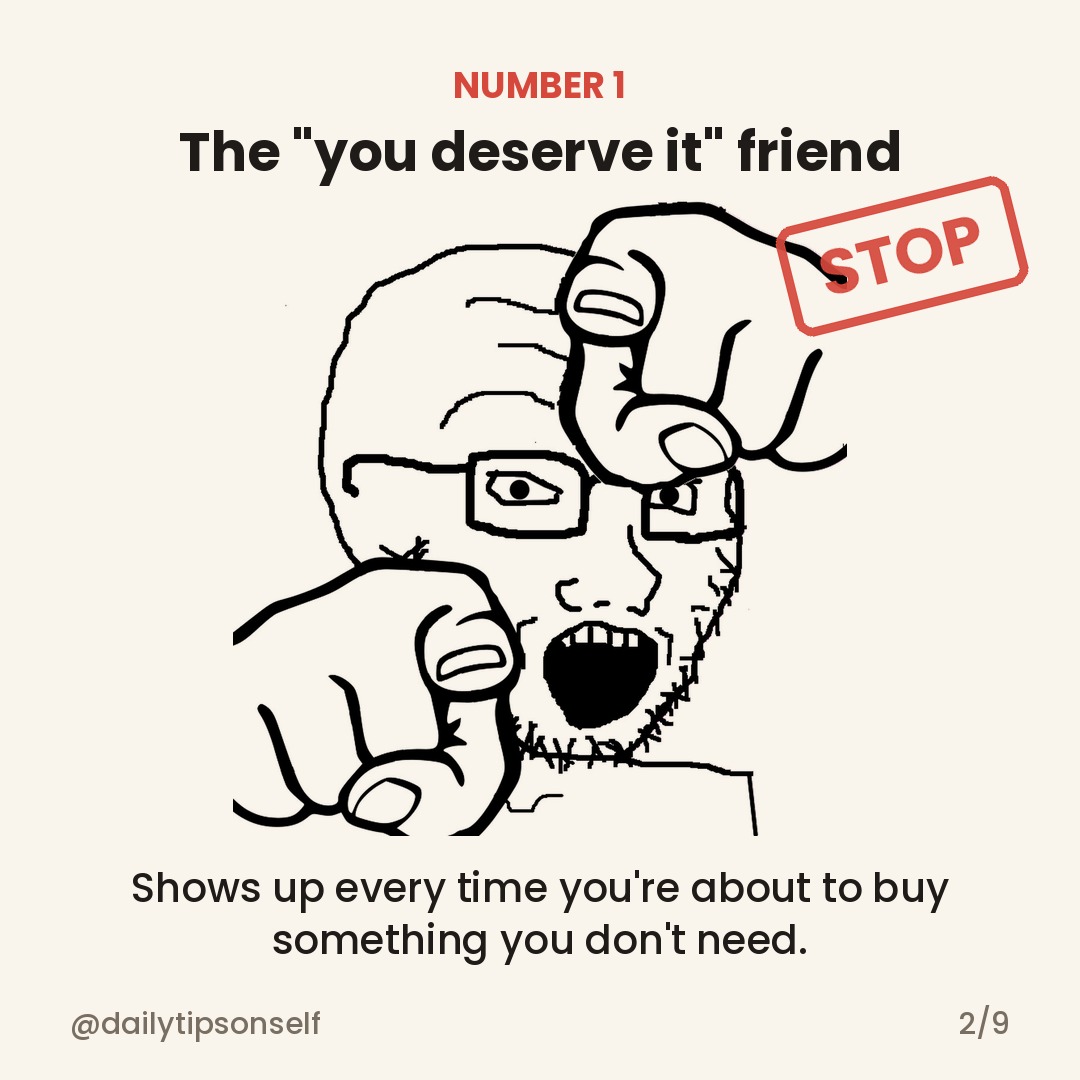 NUMBER 1
The "you deserve it" friend
STOP
Shows up every time you're about to buy
something you don't need.
@dailytipsonself
2/9